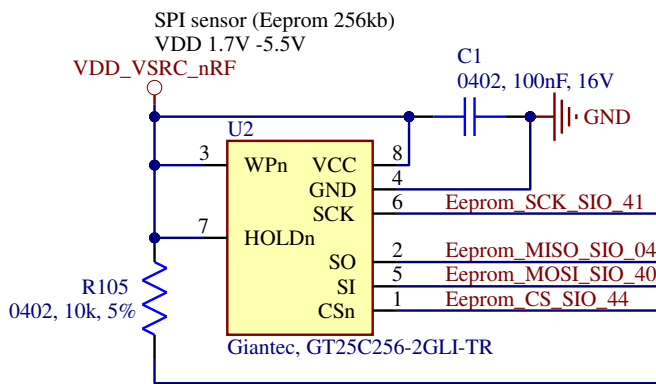 SPI sensor (Eeprom 256kb)
VDD 1.7V -5.5V
VDD_VSRC_nRF
C1
0402, 100nF, 16V
GND
U2
3
WPn
VCC
8
GND
4
SCK
6
Eeprom_SCK_SIO_41
7
HOLDn
SO
2
Eeprom_MISO_SIO_04
R105
SI
5
Eeprom_MOSI_SIO_40
0402, 10k, 5%
CSn
1
Eeprom_CS_SIO_44
Giantec, GT25C256-2GLI-TR